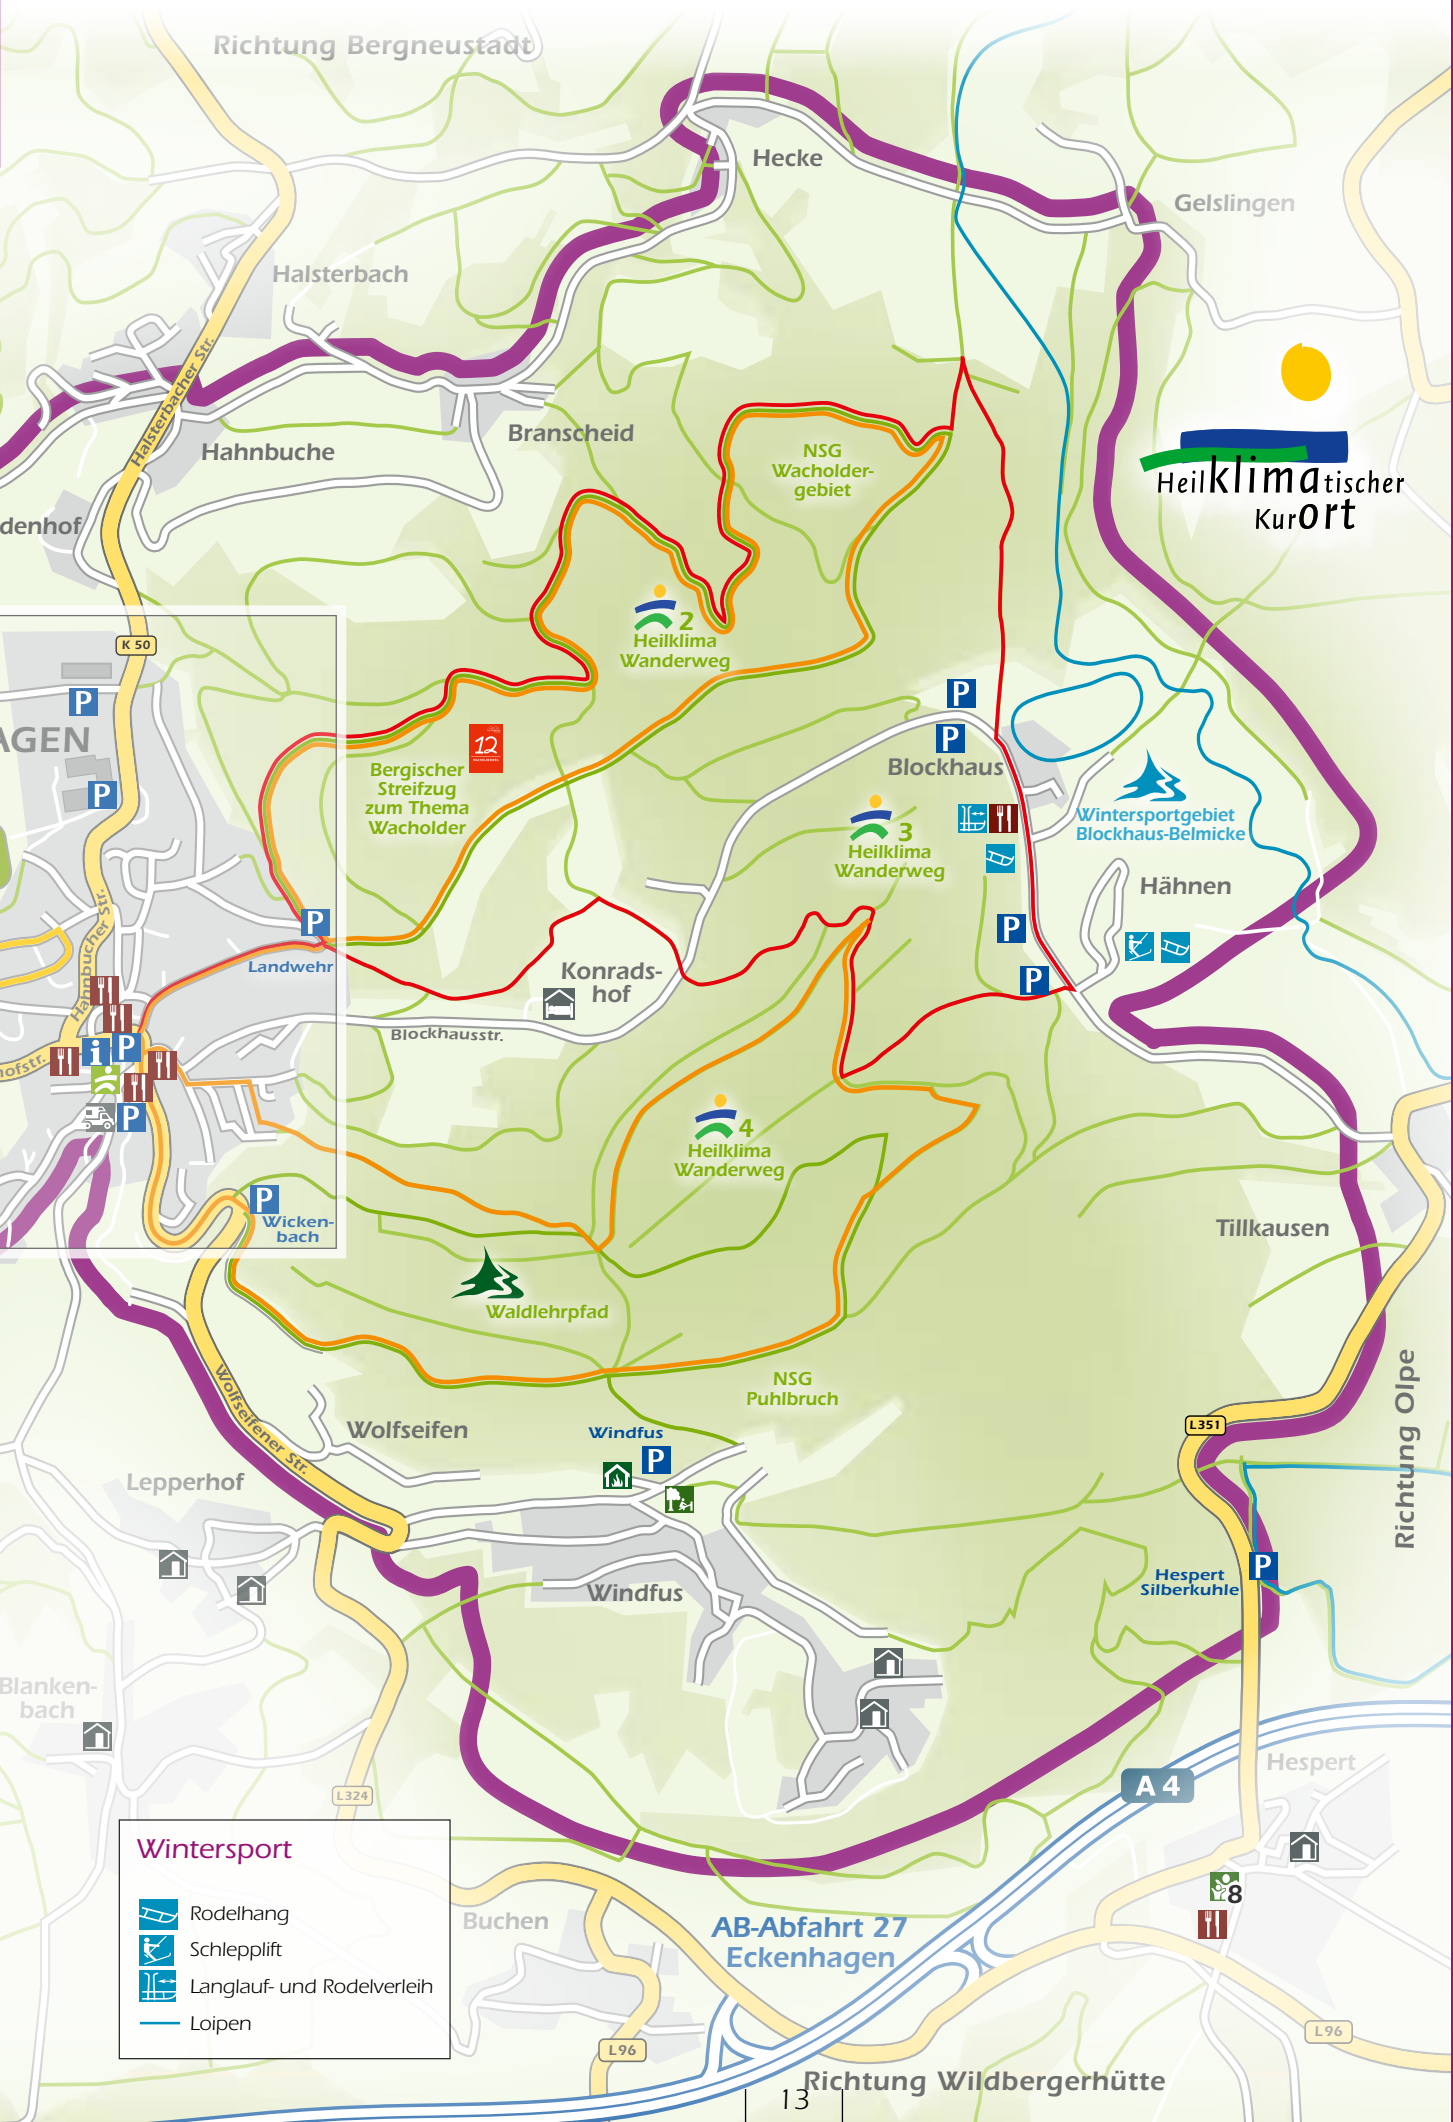 Richtung Bergneustadt
Hecke
Gelslingen
Halsterbach
Halsterbacher Str.
Branscheid
Hahnbuche
NSG
Wacholder-
gebiet
Heilklimatischer
KurOrt
denhof
2
Heilklima
Wanderweg
K 50
P
P
AGEN
P
P
12
Blockhaus
Bergischer
Streifzug
zum Thema
Wacholder
P
3
Heilklima
Wanderweg
Wintersportgebiet
Blockhaus-Belmicke
Hähnen
P
P
P
Hahnbucher Str.
Landwehr
Konrads-
hof
Blockhausstr.
hofstr.
i
P
P
4
Heilklima
Wanderweg
P
Wicken-
bach
Tillkausen
Waldlehrpfad
NSG
Puhlbruch
Richtung Olpe
L351
Wolfseifener Str.
Wolfseifen
Windfus
P
Lepperhof
Windfus
Hespert
Silberkuhle
P
Blanken-
bach
A 4
Hespert
L324
8
Wintersport
Rodelhang
Schlepplift
Langlauf- und Rodelverleih
Loipen
Buchen
AB-Abfahrt 27
Eckenhagen
L96
L96
Richtung Wildbergerhütte
13